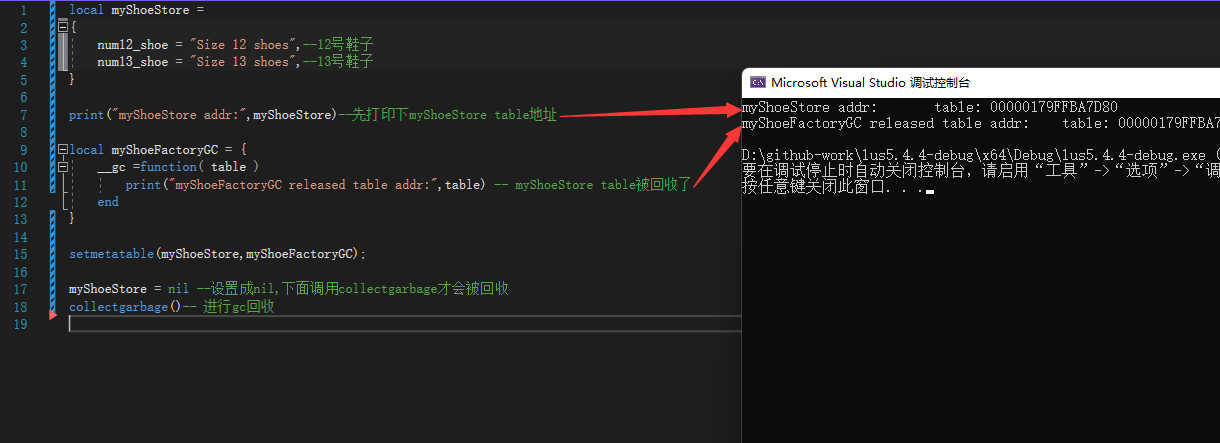 1 local myShoeStore =
2 {
3 num12_shoe = "Size 12 shoes",--12号鞋子
4 num13_shoe = "Size 13 shoes",--13号鞋子
5 }
6
7 print("myShoeStore addr:",myShoeStore)--先打印下myShoeStore table地址
8
9 local myShoeFactoryGC = {
10 __gc =function( table )
11 print("myShoeFactoryGC released table addr:",table) -- myShoeStore table被回收了
12 end
13 }
14
15 setmetatable(myShoeStore,myShoeFactoryGC);
16
17 myShoeStore = nil --设置成nil,下面调用collectgarbage才会被回收
18 collectgarbage()-- 进行gc回收
19
Microsoft Visual Studio 调试控制台
myShoeStore addr: table: 00000179FFBA7D80
myShoeFactoryGC released table addr: table: 00000179FFBA7
D:\github-work\lus5.4.4-debug\x64\Debug\lus5.4.4-debug.exe (
要在调试停止时自动关闭控制台，请启用“工具”->“选项”->“调
按任意键关闭此窗口. . .